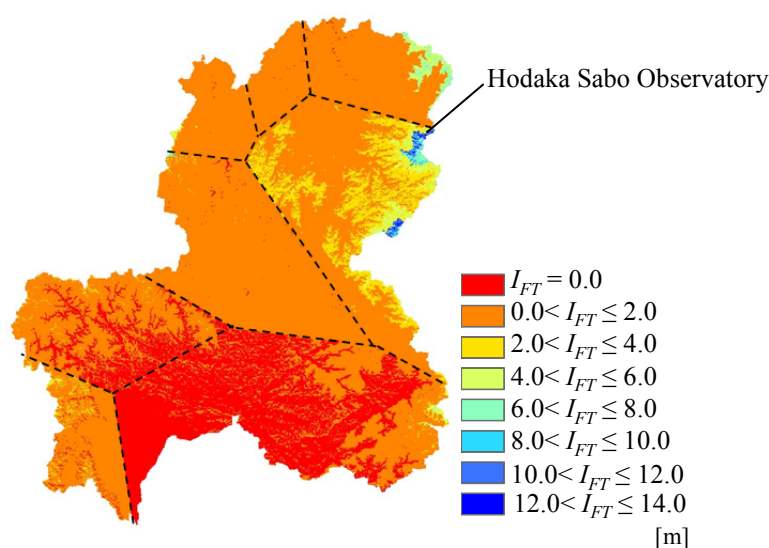 Hodaka Sabo Observatory
I_FT = 0.0
0.0< I_FT ≤ 2.0
2.0< I_FT ≤ 4.0
4.0< I_FT ≤ 6.0
6.0< I_FT ≤ 8.0
8.0< I_FT ≤ 10.0
10.0< I_FT ≤ 12.0
12.0< I_FT ≤ 14.0
[m]